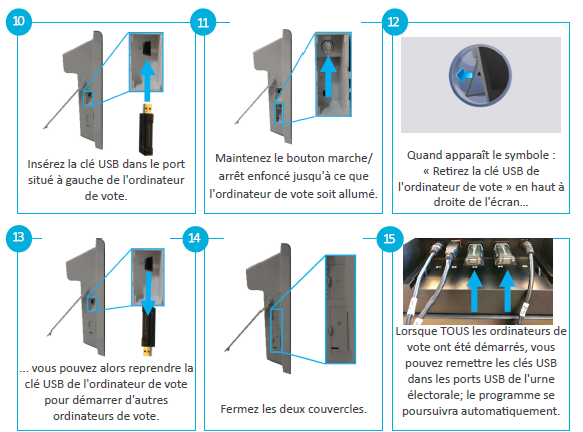 10
Insérez la clé USB dans le port
situé à gauche de l'ordinateur
de vote.
11
Maintenez le bouton marche/
arrêt enfoncé jusqu'à ce que
l'ordinateur de vote soit allumé.
12
Quand apparaît le symbole :
« Retirez la clé USB de
l'ordinateur de vote » en haut à
droite de l'écran...
13
... vous pouvez alors reprendre la
clé USB de l'ordinateur de vote
pour démarrer d'autres
ordinateurs de vote.
14
Fermez les deux couvercles.
15
Lorsque TOUS les ordinateurs de
vote ont été démarrés, vous
pouvez remettre les clés USB
dans les ports USB de l'urne
électorale; le programme se
poursuivra automatiquement.